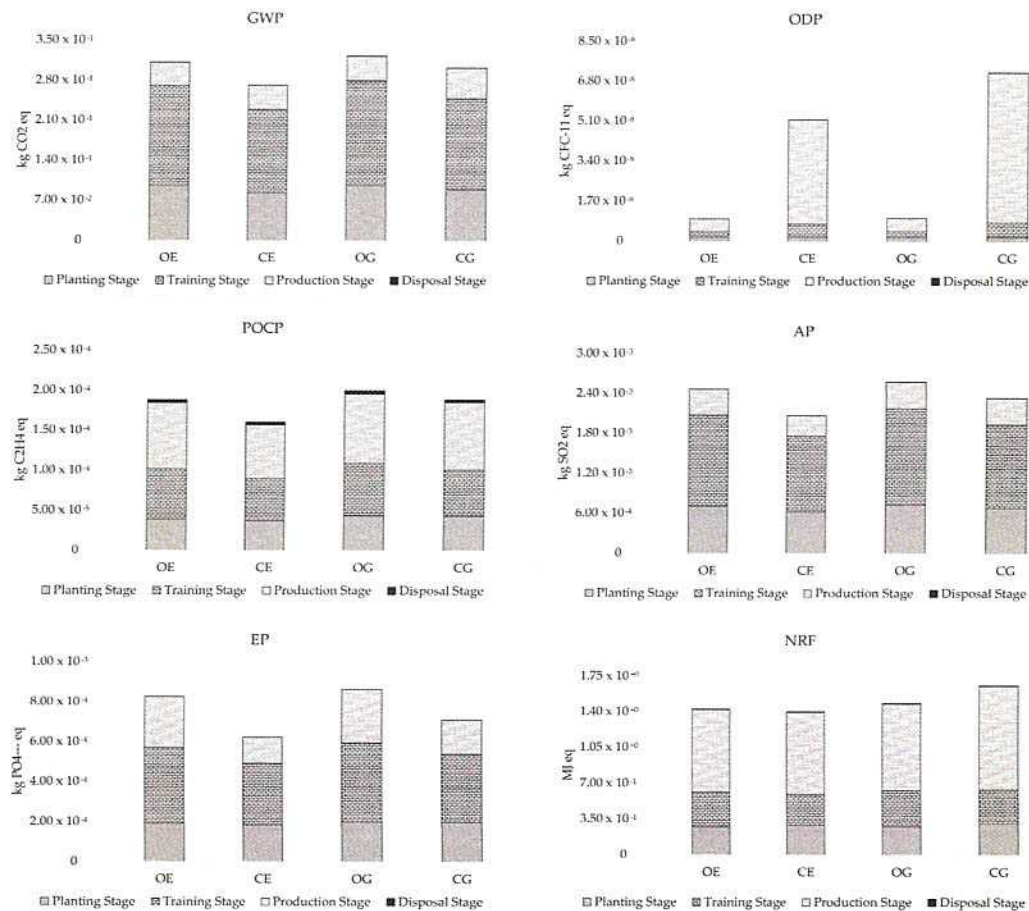 GWP
3.50 x 10⁻¹
2.80 x 10⁻¹
2.10 x 10⁻¹
1.40 x 10⁻¹
7.00 x 10⁻²
0
kg CO2 eq
OE CE OG CG
Planting Stage Training Stage Production Stage Disposal Stage
ODP
8.50 x 10⁻⁸
6.80 x 10⁻⁸
5.10 x 10⁻⁸
3.40 x 10⁻⁸
1.70 x 10⁻⁸
0
kg CFC-11 eq
OE CE OG CG
Planting Stage Training Stage Production Stage Disposal Stage
POCP
2.50 x 10⁻⁴
2.00 x 10⁻⁴
1.50 x 10⁻⁴
1.00 x 10⁻⁴
5.00 x 10⁻⁵
0
kg C2H4 eq
OE CE OG CG
Planting Stage Training Stage Production Stage Disposal Stage
AP
3.00 x 10⁻³
2.40 x 10⁻³
1.80 x 10⁻³
1.20 x 10⁻³
6.00 x 10⁻⁴
0
kg SO2 eq
OE CE OG CG
Planting Stage Training Stage Production Stage Disposal Stage
EP
1.00 x 10⁻³
8.00 x 10⁻⁴
6.00 x 10⁻⁴
4.00 x 10⁻⁴
2.00 x 10⁻⁴
0
kg PO4--- eq
OE CE OG CG
Planting Stage Training Stage Production Stage Disposal Stage
NRF
1.75 x 10⁺⁰
1.40 x 10⁺⁰
1.05 x 10⁺⁰
7.00 x 10⁻¹
3.50 x 10⁻¹
0
MJ eq
OE CE OG CG
Planting Stage Training Stage Production Stage Disposal Stage